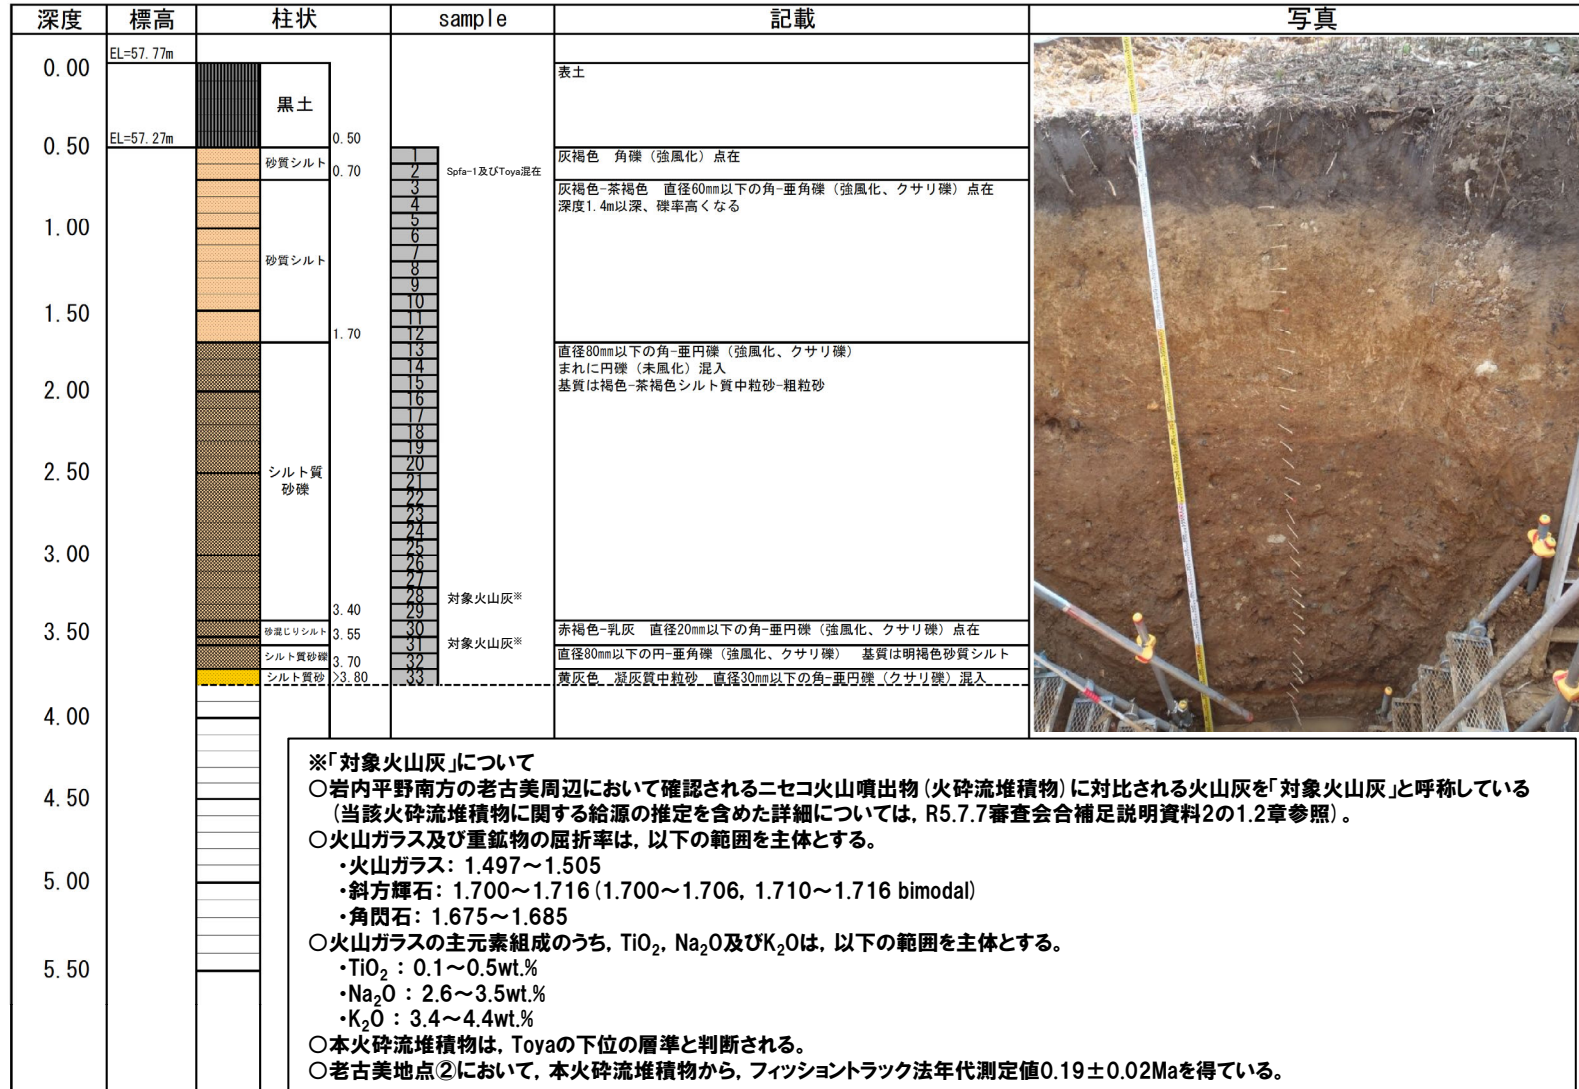 深度 標高 柱状 sample 記載 写真
EL=57.77m
0.00
表土
黒土
EL=57.27m
0.50
0.50
砂質シルト
0.70
1
2
Spfa-1及びToya混在
灰褐色　角礫（強風化）点在
3
4
5
6
7
8
9
10
11
12
灰褐色-茶褐色　直径60mm以下の角-亜角礫（強風化、クサリ礫）点在
深度1.4m以深、礫率高くなる
1.00
砂質シルト
1.50
1.70
13
14
15
16
17
18
19
20
21
22
23
24
25
26
27
28
29
直径80mm以下の角-亜円礫（強風化、クサリ礫）
まれに円礫（未風化）混入
基質は褐色-茶褐色シルト質中粒砂-粗粒砂
2.00
2.50
シルト質
砂礫
3.00
対象火山灰※
3.40
3.50
砂混じりシルト
3.55
30
31
対象火山灰※
赤褐色-乳灰　直径20mm以下の角-亜円礫（強風化、クサリ礫）点在
シルト質砂礫
3.70
32
直径80mm以下の円-亜角礫（強風化、クサリ礫）　基質は明褐色砂質シルト
シルト質砂
>3.80
33
黄灰色　凝灰質中粒砂　直径30mm以下の角-亜円礫（クサリ礫）混入
4.00
4.50
5.00
5.50
※「対象火山灰」について
○岩内平野南方の老古美周辺において確認されるニセコ火山噴出物（火砕流堆積物）に対比される火山灰を「対象火山灰」と呼称している
（当該火砕流堆積物に関する給源の推定を含めた詳細については，R5.7.7審査会合補足説明資料2の1.2章参照）。
○火山ガラス及び重鉱物の屈折率は，以下の範囲を主体とする。
・火山ガラス：1.497～1.505
・斜方輝石：1.700～1.716（1.700～1.706，1.710～1.716 bimodal）
・角閃石：1.675～1.685
○火山ガラスの主元素組成のうち，TiO₂，Na₂O及びK₂Oは，以下の範囲を主体とする。
・TiO₂：0.1～0.5wt.%
・Na₂O：2.6～3.5wt.%
・K₂O：3.4～4.4wt.%
○本火砕流堆積物は，Toyaの下位の層準と判断される。
○老古美地点②において，本火砕流堆積物から，フィッショントラック法年代測定値0.19±0.02Maを得ている。